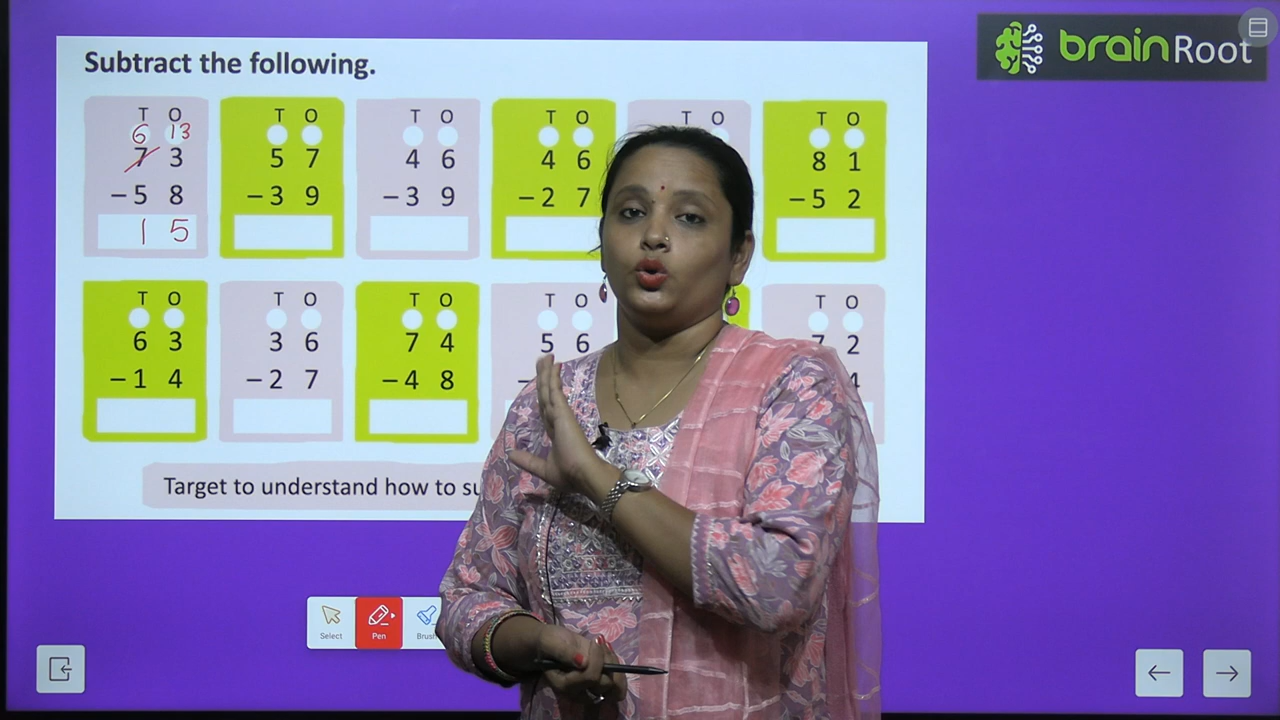 brainRoot
Subtract the following.
T O T O T O T O T O T O
6 13
7 3 5 7 4 6 4 6 8 1
-5 8 -3 9 -3 9 -2 7 -5 2
1 5
T O T O T O T O T O
6 3 3 6 7 4 5 6 7 2
-1 4 -2 7 -4 8 - 4
Target to understand how to
Select Pen Brush